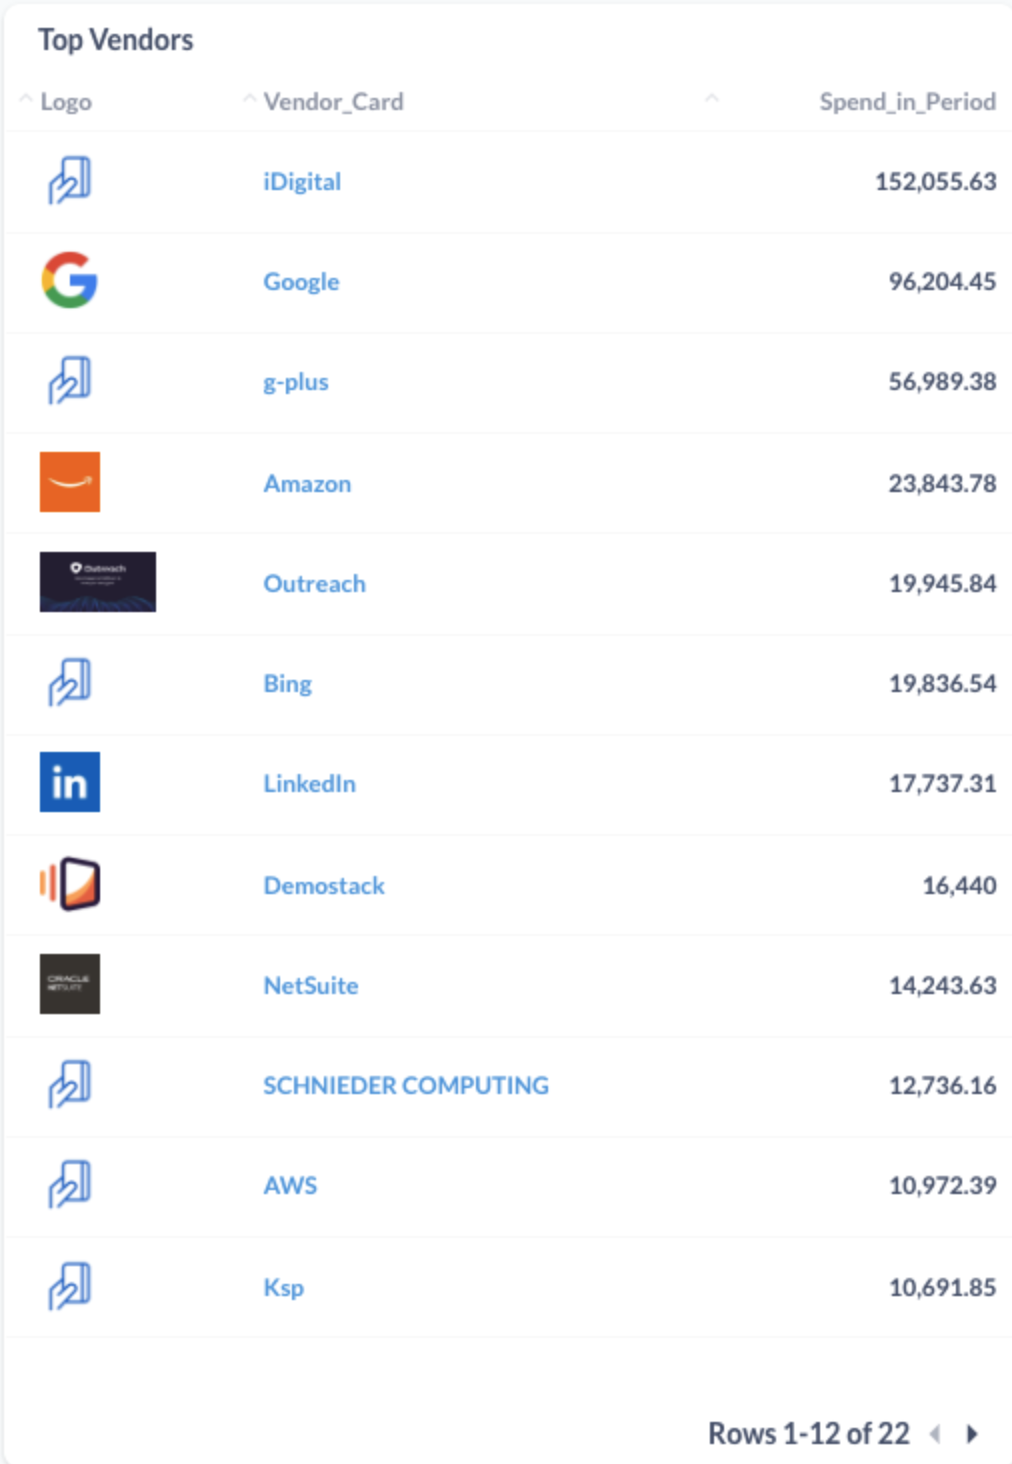 Top Vendors
Logo Vendor_Card Spend_in_Period
iDigital 152,055.63
Google 96,204.45
g-plus 56,989.38
Amazon 23,843.78
Outreach
Outreach 19,945.84
Bing 19,836.54
in LinkedIn 17,737.31
Demostack 16,440
ORACLE
NETSUITE
NetSuite 14,243.63
SCHNIEDER COMPUTING 12,736.16
AWS 10,972.39
Ksp 10,691.85
Rows 1-12 of 22